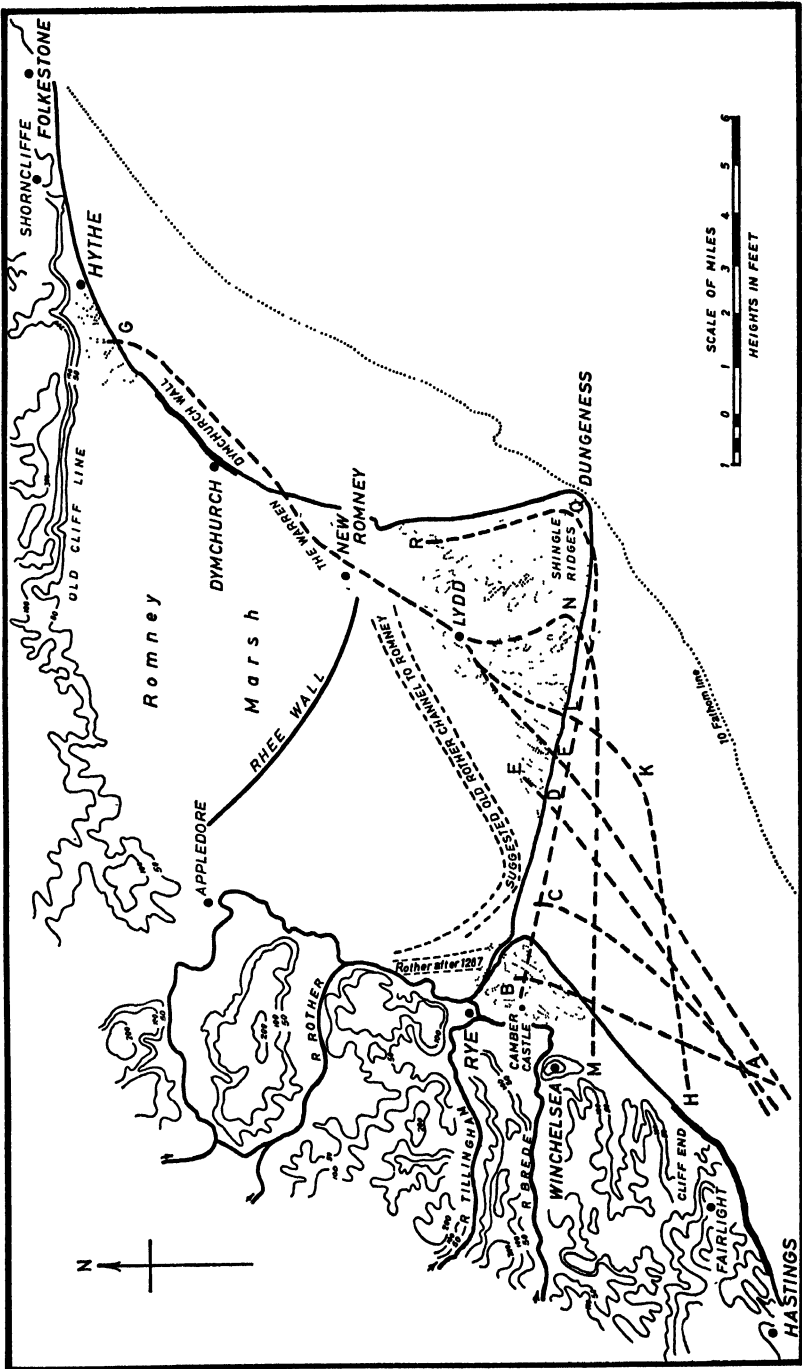 N
HASTINGS
FAIRLIGHT
CLIFF END
WINCHELSEA
R BREDE
R TILLINGHAM
RYE
CAMBER
CASTLE
R ROTHER
Rother after 1287
APPLEDORE
RHEE WALL
Romney
Marsh
OLD CLIFF LINE
SUGGESTED OLD ROTHER CHANNEL TO ROMNEY
NEW
ROMNEY
THE WARREN
DYMCHURCH
DYMCHURCH WALL
HYTHE
SHORNCLIFFE
FOLKESTONE
LYDD
SHINGLE
RIDGES
DUNGENESS
10 Fathom line
A
B
C
D
E
E
G
H
K
L
M
N
Q
R
SCALE OF MILES
1 0 1 2 3 4 5 6
HEIGHTS IN FEET
200
100
50